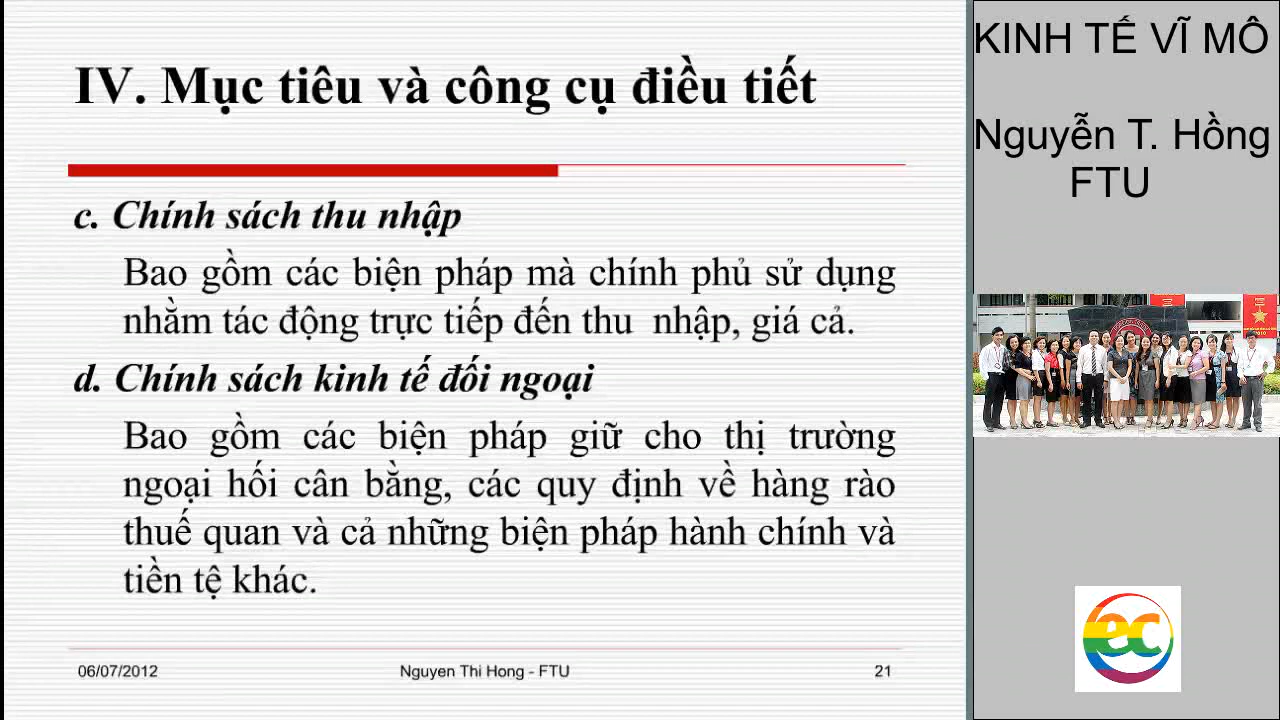 IV. Mục tiêu và công cụ điều tiết
c. Chính sách thu nhập
Bao gồm các biện pháp mà chính phủ sử dụng
nhằm tác động trực tiếp đến thu nhập, giá cả.
d. Chính sách kinh tế đối ngoại
Bao gồm các biện pháp giữ cho thị trường
ngoại hối cân bằng, các quy định về hàng rào
thuế quan và cả những biện pháp hành chính và
tiền tệ khác.
06/07/2012
Nguyen Thi Hong - FTU
21
KINH TẾ VĨ MÔ
Nguyễn T. Hồng
FTU
ec